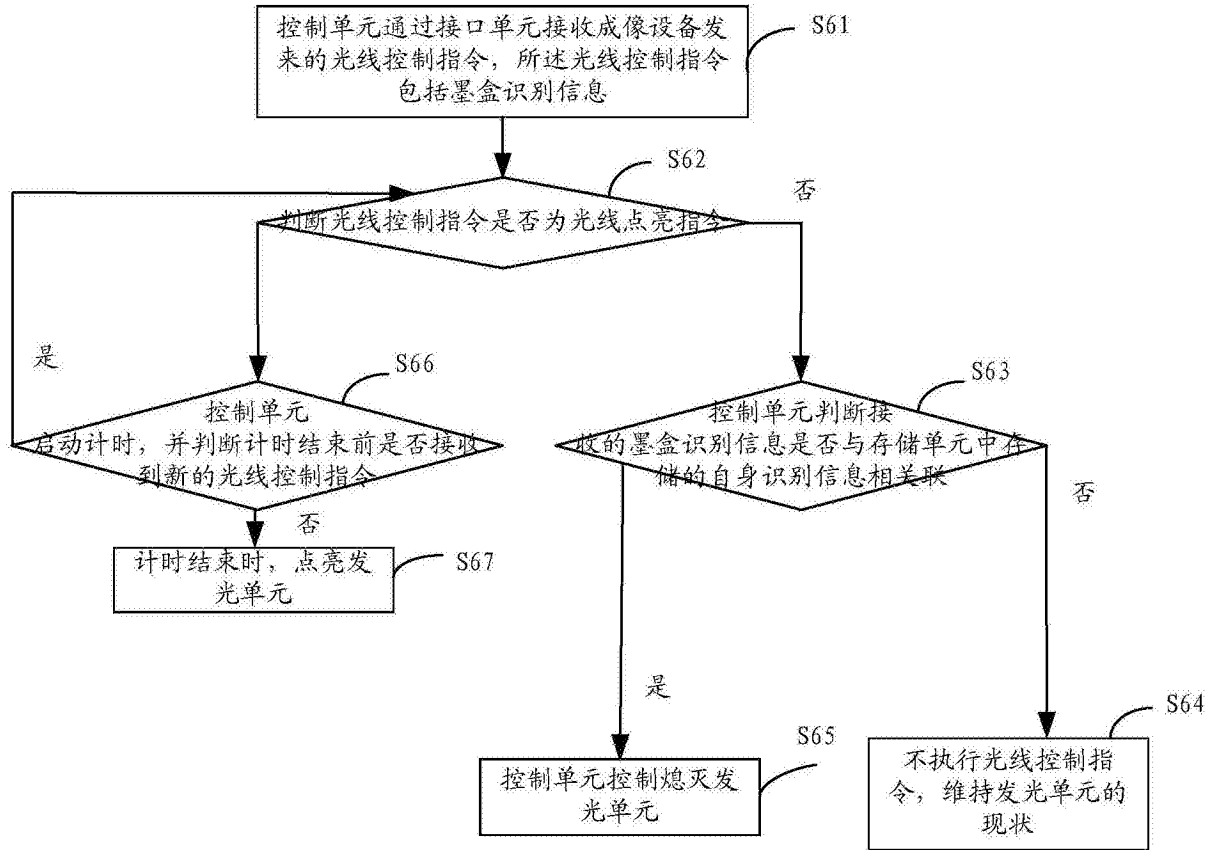 控制单元通过接口单元接收成像设备发
来的光线控制指令，所述光线控制指令
包括墨盒识别信息
S61
S62
判断光线控制指令是否为光线点亮指令
否
是
S66
控制单元
启动计时，并判断计时结束前是否接收
到新的光线控制指令
S63
控制单元判断接
收的墨盒识别信息是否与存储单元中存
储的自身识别信息相关联
否
否
计时结束时，点亮发
光单元
S67
是
S65
控制单元控制熄灭发
光单元
S64
不执行光线控制指
令，维持发光单元的
现状